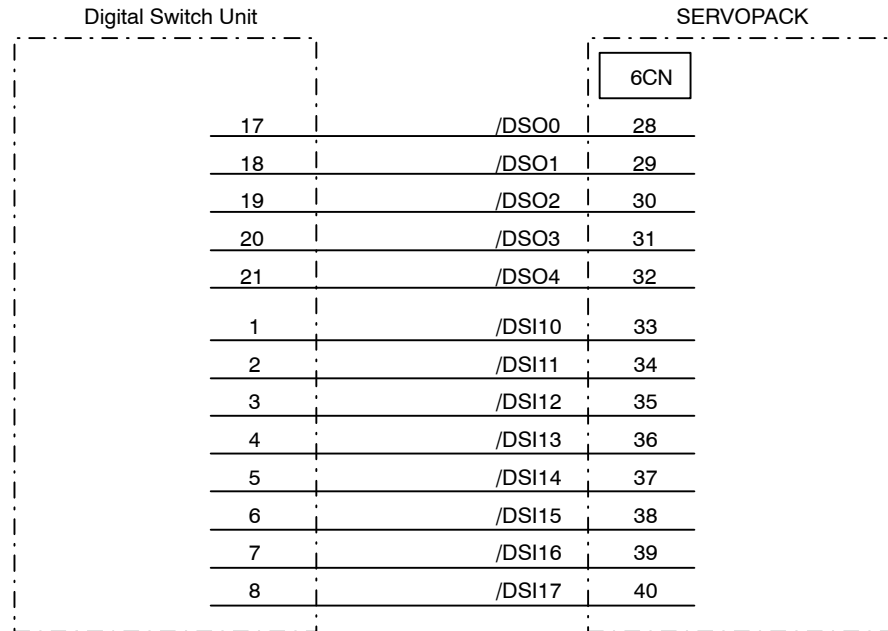 Digital Switch Unit SERVOPACK
6CN
17 /DSO0 28
18 /DSO1 29
19 /DSO2 30
20 /DSO3 31
21 /DSO4 32
1 /DSI10 33
2 /DSI11 34
3 /DSI12 35
4 /DSI13 36
5 /DSI14 37
6 /DSI15 38
7 /DSI16 39
8 /DSI17 40